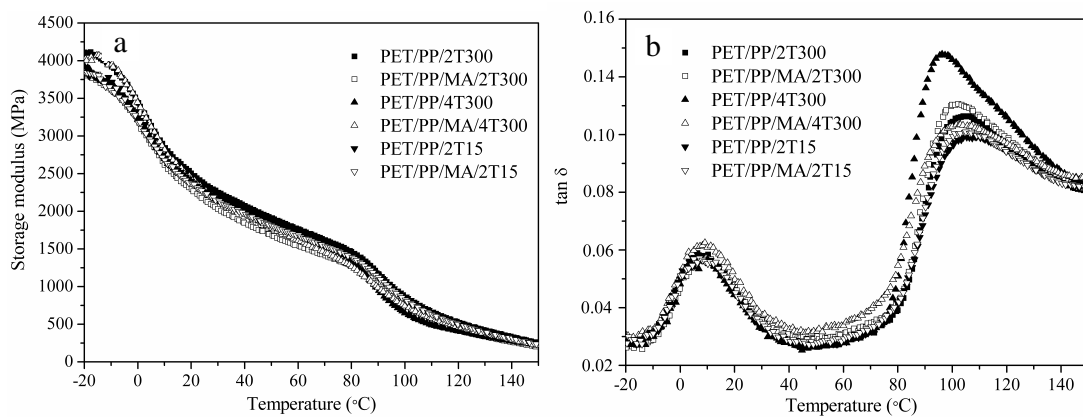 a
4500
4000
3500
3000
2500
2000
1500
1000
500
0
Storage modulus (MPa)
PET/PP/2T300
PET/PP/MA/2T300
PET/PP/4T300
PET/PP/MA/4T300
PET/PP/2T15
PET/PP/MA/2T15
-20 0 20 40 60 80 100 120 140
Temperature (°C)
b
0.16
0.14
0.12
0.10
0.08
0.06
0.04
0.02
tan δ
PET/PP/2T300
PET/PP/MA/2T300
PET/PP/4T300
PET/PP/MA/4T300
PET/PP/2T15
PET/PP/MA/2T15
-20 0 20 40 60 80 100 120 140
Temperature (°C)